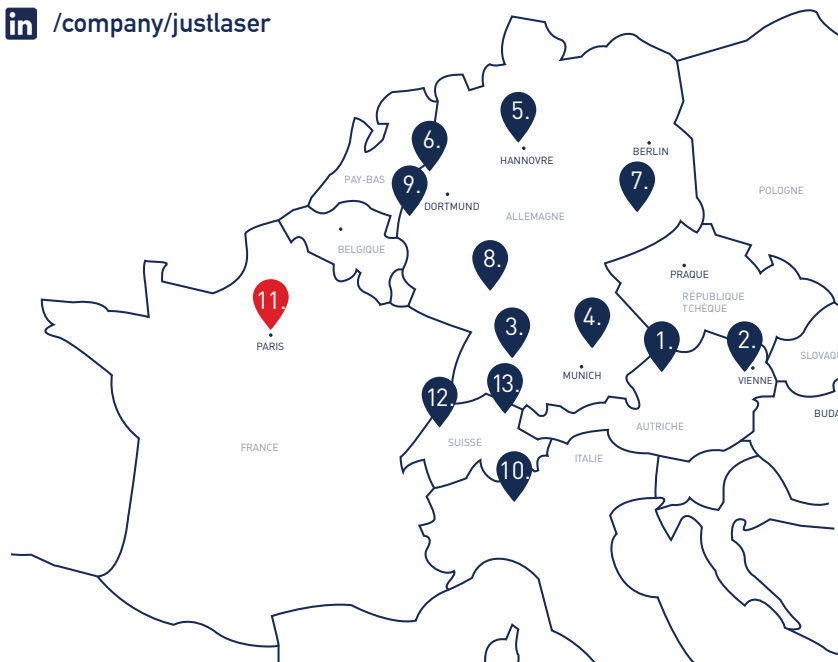 in /company/justlaser
5.
6.
HANNOVRE
BERLIN
PAY-BAS
9.
7.
POLOGNE
DORTMUND
ALLEMAGNE
BELGIQUE
8.
PRAQUE
11.
RÉPUBLIQUE
TCHÈQUE
3.
4.
1.
2.
PARIS
SLOVAQU
MUNICH
VIENNE
13.
12.
BUDA
AUTRICHE
SUISSE
FRANCE
ITALIE
10.